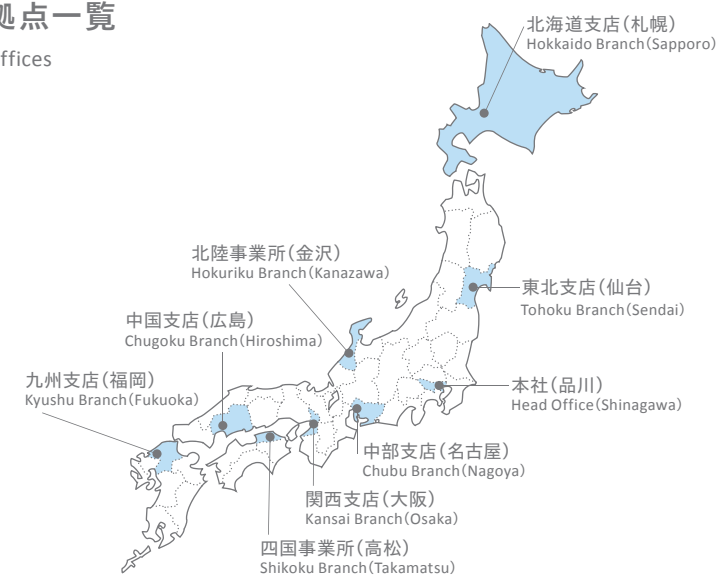 拠点一覧
ffices
北海道支店(札幌)
Hokkaido Branch(Sapporo)
北陸事業所(金沢)
Hokuriku Branch(Kanazawa)
東北支店(仙台)
Tohoku Branch(Sendai)
中国支店(広島)
Chugoku Branch(Hiroshima)
九州支店(福岡)
Kyushu Branch(Fukuoka)
本社(品川)
Head Office(Shinagawa)
中部支店(名古屋)
Chubu Branch(Nagoya)
関西支店(大阪)
Kansai Branch(Osaka)
四国事業所(高松)
Shikoku Branch(Takamatsu)